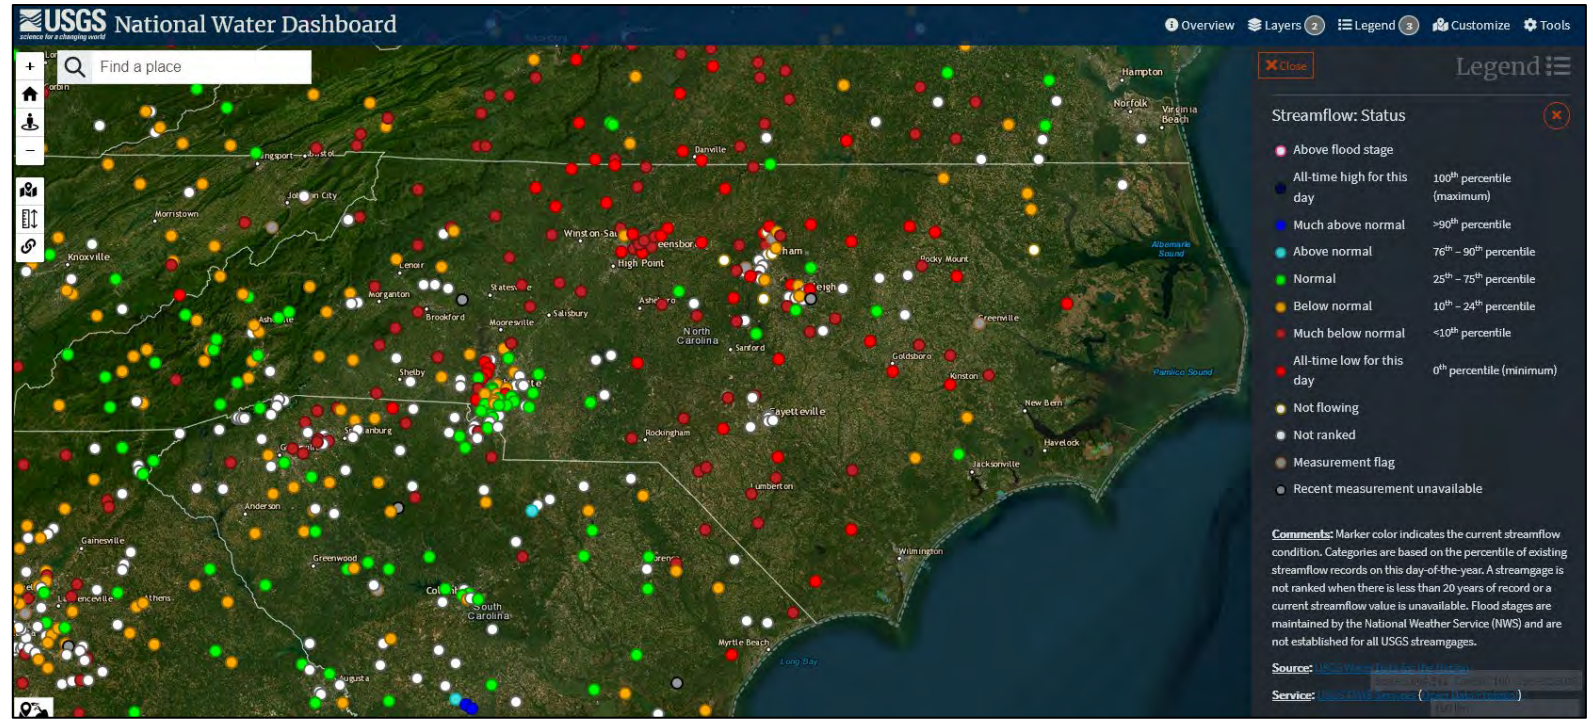 USGS
science for a changing world
National Water Dashboard
Overview
Layers 2
Legend 3
Customize
Tools
Find a place
Close
Legend
Streamflow: Status
Above flood stage
All-time high for this
day
100th percentile
(maximum)
Much above normal >90th percentile
Above normal 76th – 90th percentile
Normal 25th – 75th percentile
Below normal 10th – 24th percentile
Much below normal <10th percentile
All-time low for this
day
0th percentile (minimum)
Not flowing
Not ranked
Measurement flag
Recent measurement unavailable
Comments: Marker color indicates the current streamflow
condition. Categories are based on the percentile of existing
streamflow records on this day-of-the-year. A streamgage is
not ranked when there is less than 20 years of record or a
current streamflow value is unavailable. Flood stages are
maintained by the National Weather Service (NWS) and are
not established for all USGS streamgages.
Source:
Service:
Hampton
Norfolk
Virginia
Beach
Danville
Morristown
Knoxville
High Point
Rocky Mount
Albemarle
Sound
Lenoir
Morganton
Brookford
Mooresville
Salisbury
North
Carolina
Sanford
Goldsboro
Kinston
Pamlico Sound
Shelby
New Bern
Havelock
Jacksonville
Rockingham
Fayetteville
Lumberton
Wilmington
Anderson
Gainesville
Greenwood
Athens
South
Carolina
Myrtle Beach
Long Bay
Augusta